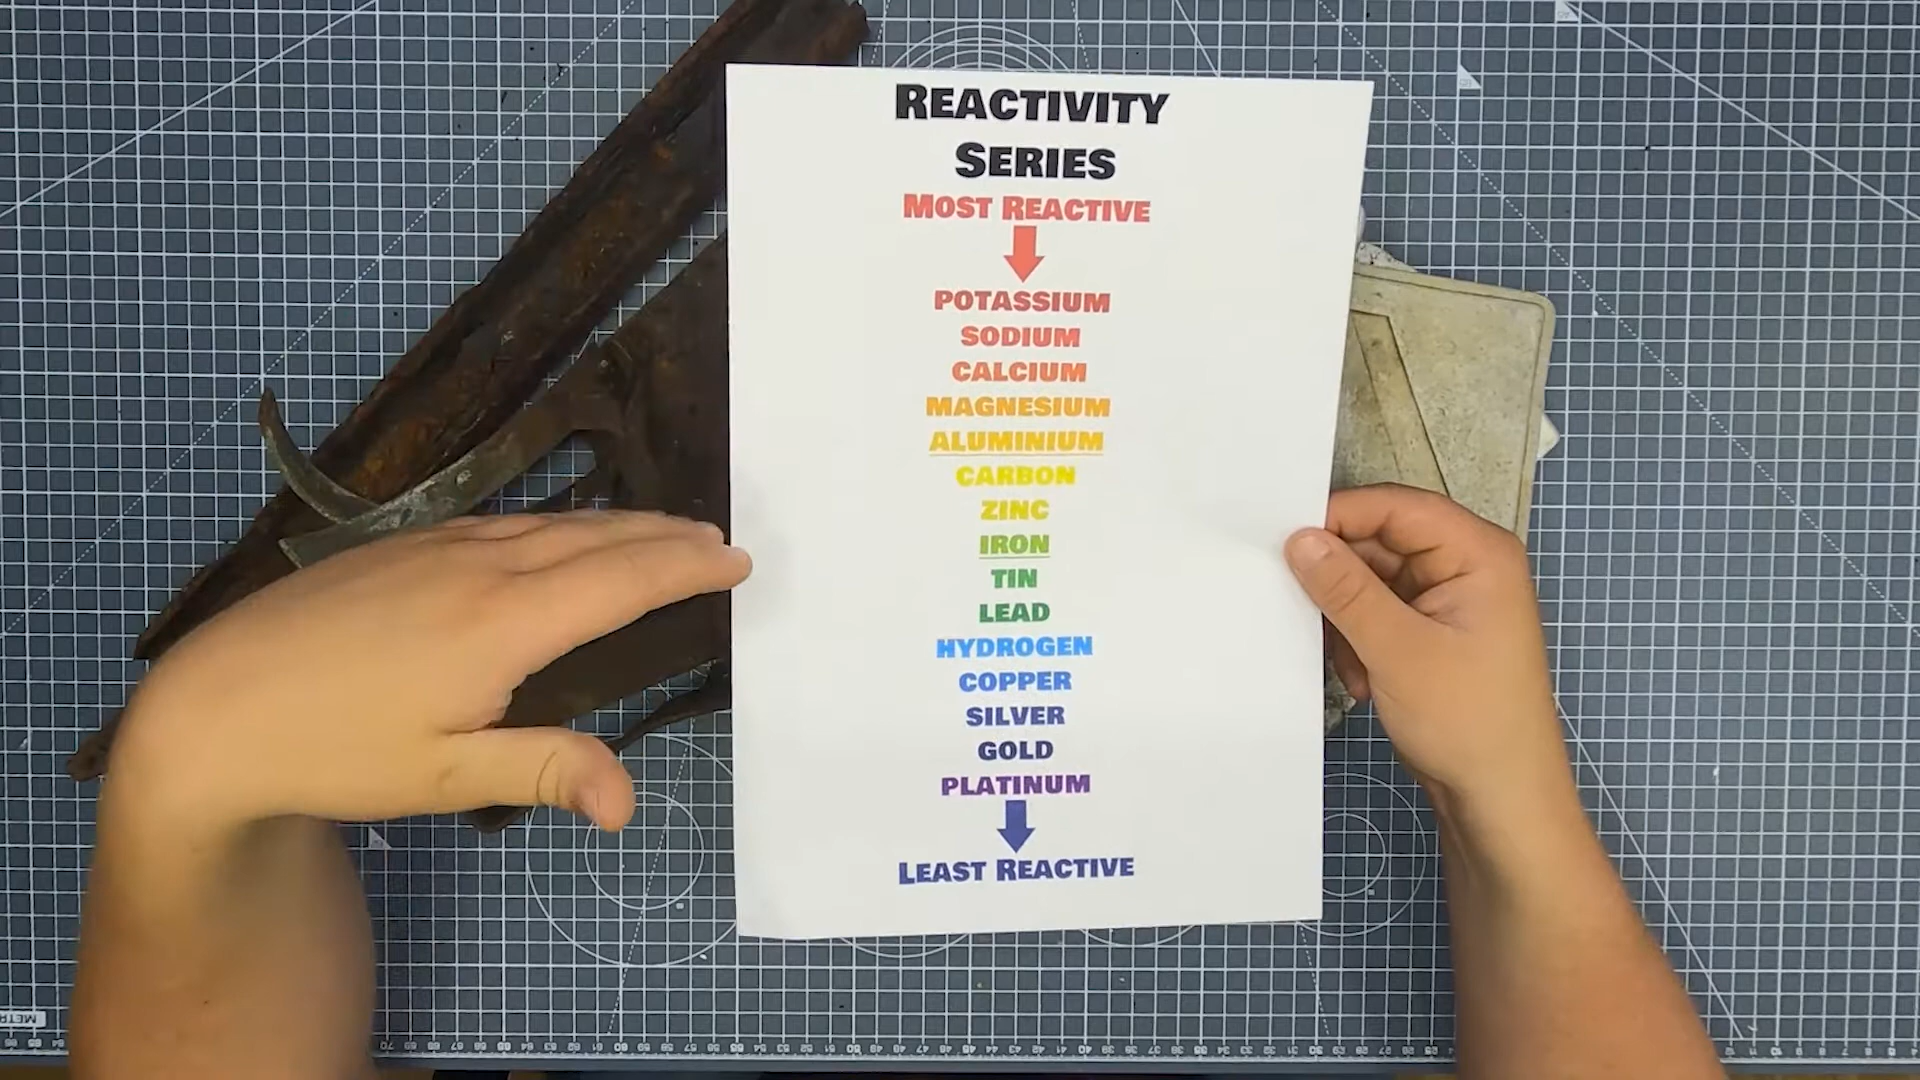 REACTIVITY
SERIES
MOST REACTIVE
POTASSIUM
SODIUM
CALCIUM
MAGNESIUM
ALUMINIUM
CARBON
ZINC
IRON
TIN
LEAD
HYDROGEN
COPPER
SILVER
GOLD
PLATINUM
LEAST REACTIVE